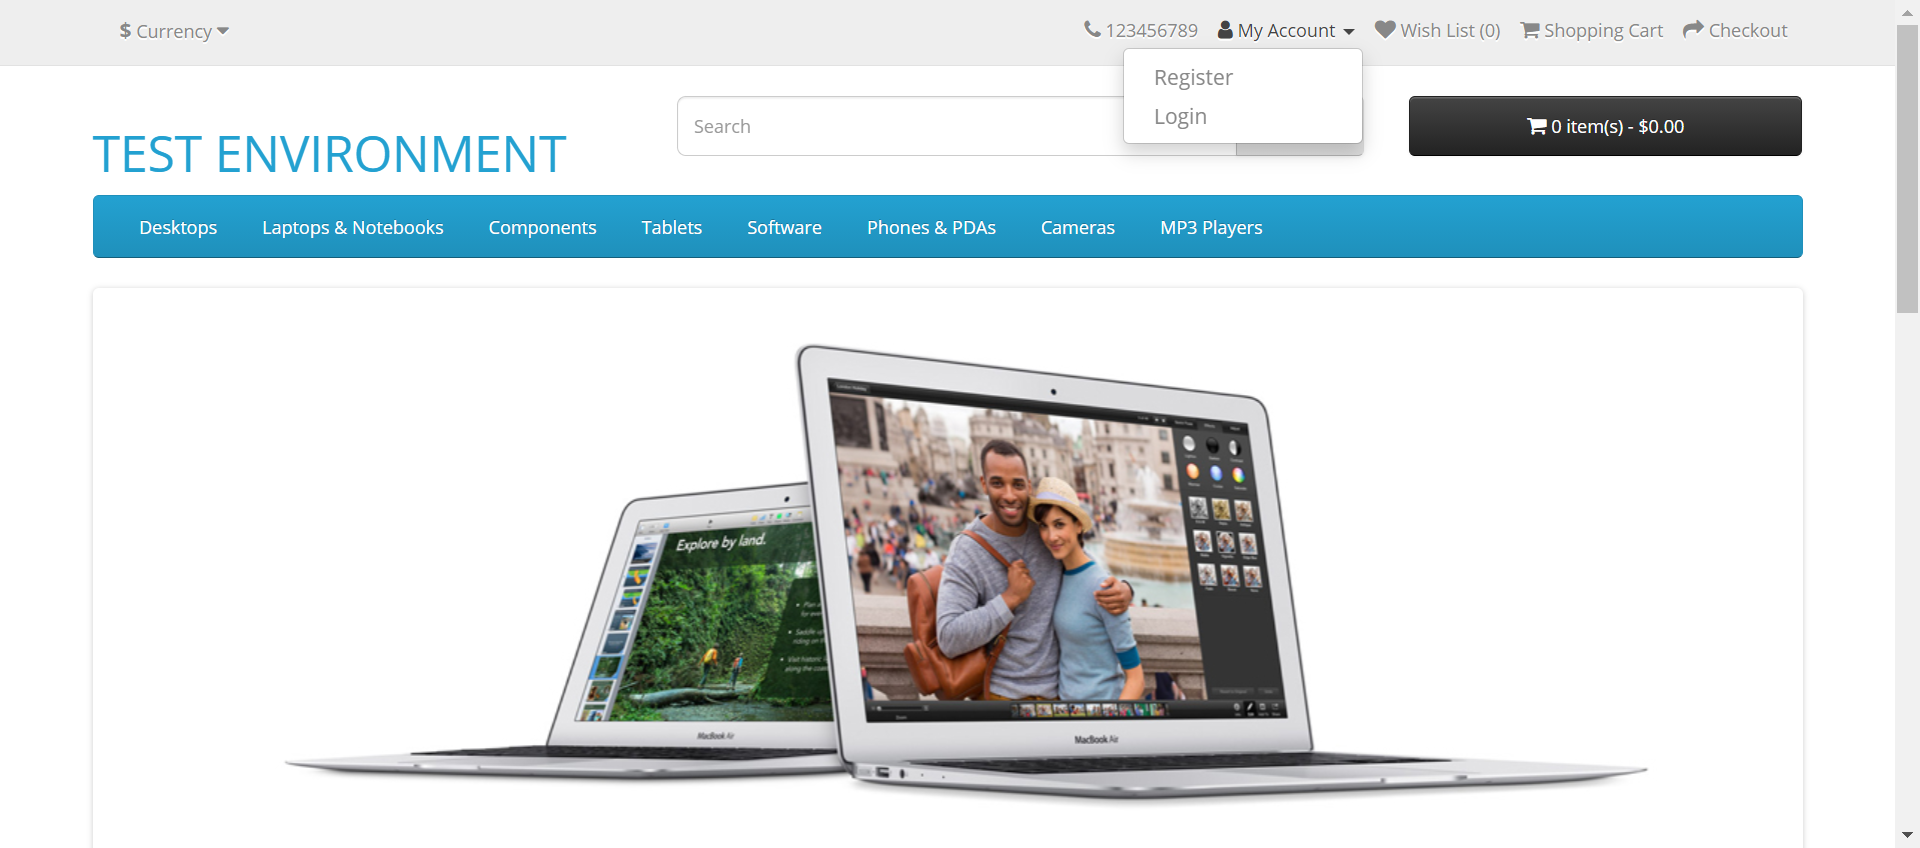 $ Currency
123456789 My Account Wish List (0) Shopping Cart Checkout
Register
Login
Search
0 item(s) - $0.00
TEST ENVIRONMENT
Desktops Laptops & Notebooks Components Tablets Software Phones & PDAs Cameras MP3 Players
Explore by land.
MacBook Air
MacBook Air